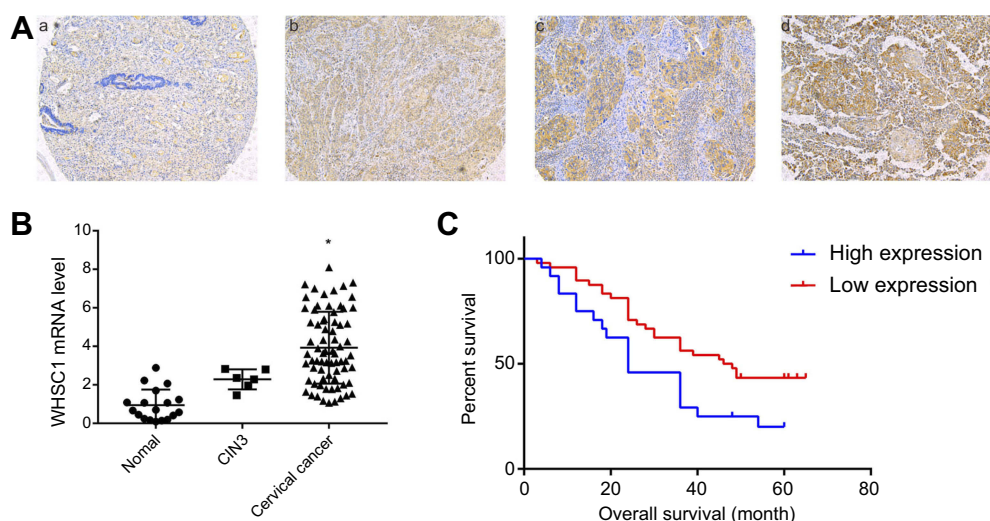 A
a
b
c
d
B
WHSC1 mRNA level
10
8
6
4
2
0
*
Nomal
CIN3
Cervical cancer
C
High expression
Low expression
Percent survival
100
50
0
0 20 40 60 80
Overall survival (month)